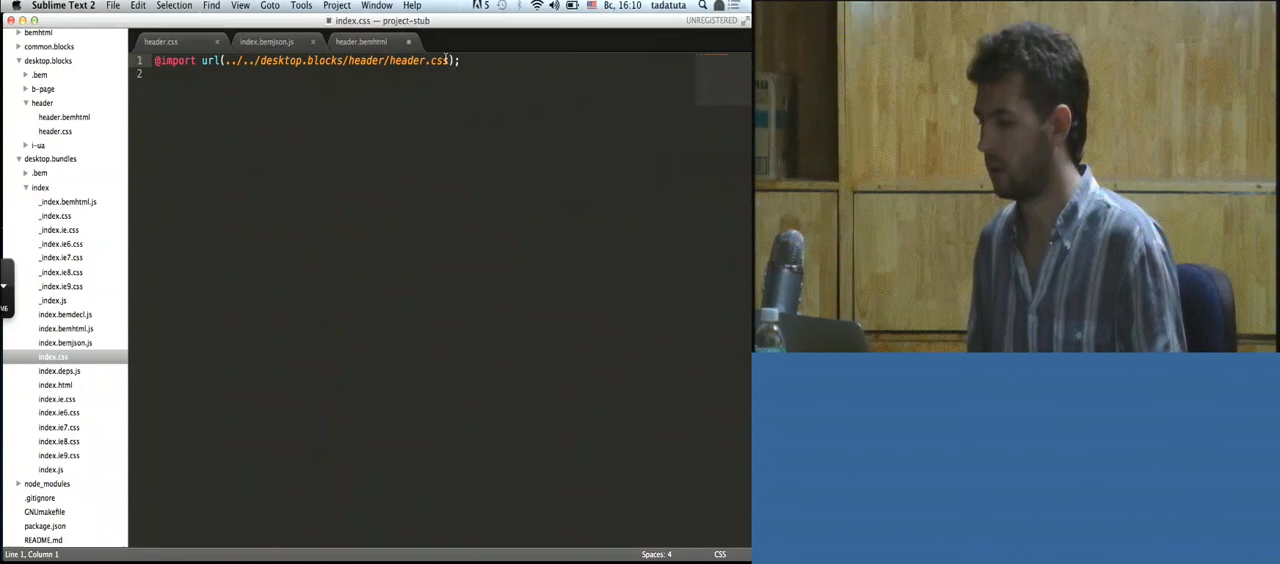 Sublime Text 2 File Edit Selection Find View Goto Tools Project Window Help 5 Вс, 16:10 tadatuta
index.css — project-stub UNREGISTERED
header.css × index.bemjson.js × header.bemhtml
bemhtml
common.blocks
desktop.blocks
.bem
b-page
header
header.bemhtml
header.css
i-ua
desktop.bundles
.bem
index
_index.bemhtml.js
_index.css
_index.ie.css
_index.ie6.css
_index.ie7.css
_index.ie8.css
_index.ie9.css
_index.js
index.bemdecl.js
index.bemhtml.js
index.bemjson.js
index.css
index.deps.js
index.html
index.ie.css
index.ie6.css
index.ie7.css
index.ie8.css
index.ie9.css
index.js
node_modules
.gitignore
GNUmakefile
package.json
README.md
1 @import url(../../desktop.blocks/header/header.css);
2
Line 1, Column 1 Spaces: 4 CSS